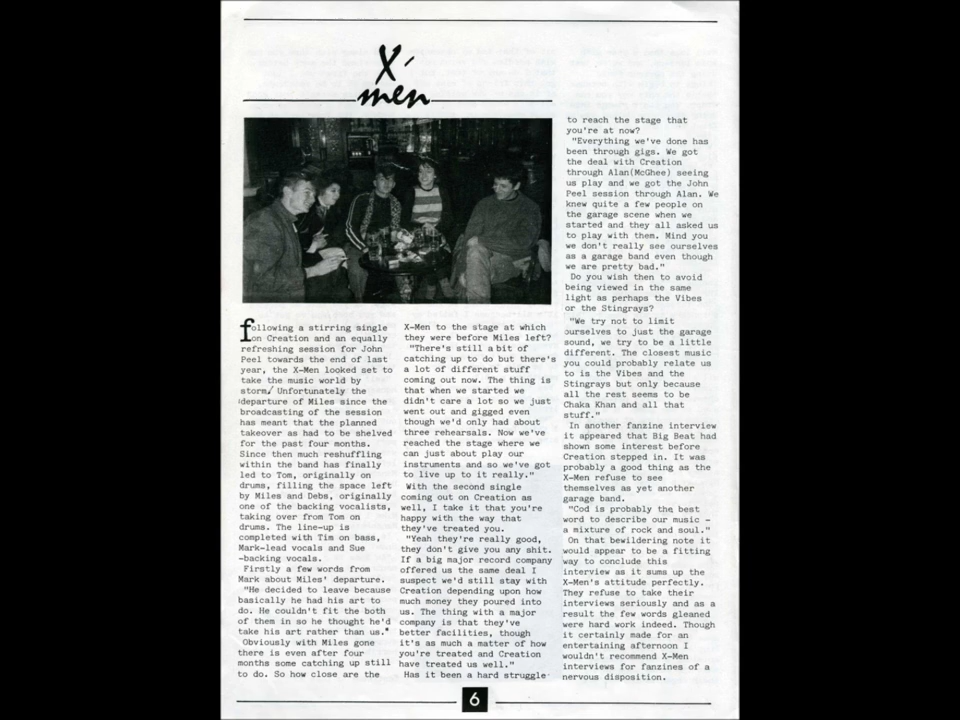 X-
men
following a stirring single
on Creation and an equally
refreshing session for John
Peel towards the end of last
year, the X-Men looked set to
take the music world by
storm/ Unfortunately the
departure of Miles since the
broadcasting of the session
has meant that the planned
takeover as had to be shelved
for the past four months.
Since then much reshuffling
within the band has finally
led to Tom, originally on
drums, filling the space left
by Miles and Debs, originally
one of the backing vocalists,
taking over from Tom on
drums. The line-up is
completed with Tim on bass,
Mark-lead vocals and Sue
-backing vocals.
Firstly a few words from
Mark about Miles' departure.
"He decided to leave because
basically he had his art to
do. He couldn't fit the both
of them in so he thought he'd
take his art rather than us."
Obviously with Miles gone
there is even after four
months some catching up still
to do. So how close are the
X-Men to the stage at which
they were before Miles left?
"There's still a bit of
catching up to do but there's
a lot of different stuff
coming out now. The thing is
that when we started we
didn't care a lot so we just
went out and gigged even
though we'd only had about
three rehearsals. Now we've
reached the stage where we
can just about play our
instruments and so we've got
to live up to it really."
With the second single
coming out on Creation as
well, I take it that you're
happy with the way that
they've treated you.
"Yeah they're really good,
they don't give you any shit.
If a big major record company
offered us the same deal I
suspect we'd still stay with
Creation depending upon how
much money they poured into
us. The thing with a major
company is that they've
better facilities, though
it's as much a matter of how
you're treated and Creation
have treated us well."
Has it been a hard struggle
to reach the stage that
you're at now?
"Everything we've done has
been through gigs. We got
the deal with Creation
through Alan(McGhee) seeing
us play and we got the John
Peel session through Alan. We
knew quite a few people on
the garage scene when we
started and they all asked us
to play with them. Mind you
we don't really see ourselves
as a garage band even though
we are pretty bad."
Do you wish then to avoid
being viewed in the same
light as perhaps the Vibes
or the Stingrays?
"We try not to limit
ourselves to just the garage
sound, we try to be a little
different. The closest music
you could probably relate us
to is the Vibes and the
Stingrays but only because
all the rest seems to be
Chaka Khan and all that
stuff."
In another fanzine interview
it appeared that Big Beat had
shown some interest before
Creation stepped in. It was
probably a good thing as the
X-Men refuse to see
themselves as yet another
garage band.
"Cod is probably the best
word to describe our music -
a mixture of rock and soul."
On that bewildering note it
would appear to be a fitting
way to conclude this
interview as it sums up the
X-Men's attitude perfectly.
They refuse to take their
interviews seriously and as a
result the few words gleaned
were hard work indeed. Though
it certainly made for an
entertaining afternoon I
wouldn't recommend X-Men
interviews for fanzines of a
nervous disposition.
6